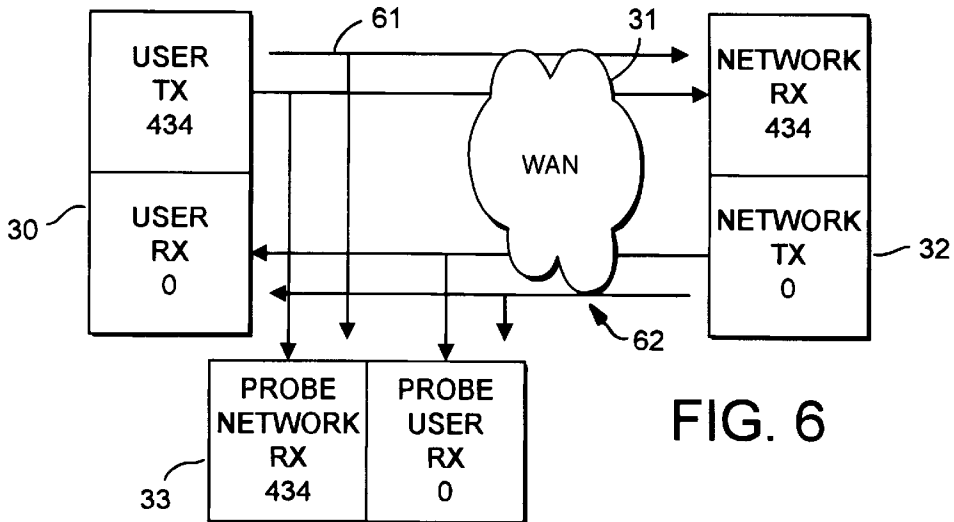 61
31
USER
TX
434
NETWORK
RX
434
WAN
30
USER
RX
0
NETWORK
TX
0
32
62
PROBE
NETWORK
RX
434
PROBE
USER
RX
0
33
FIG. 6